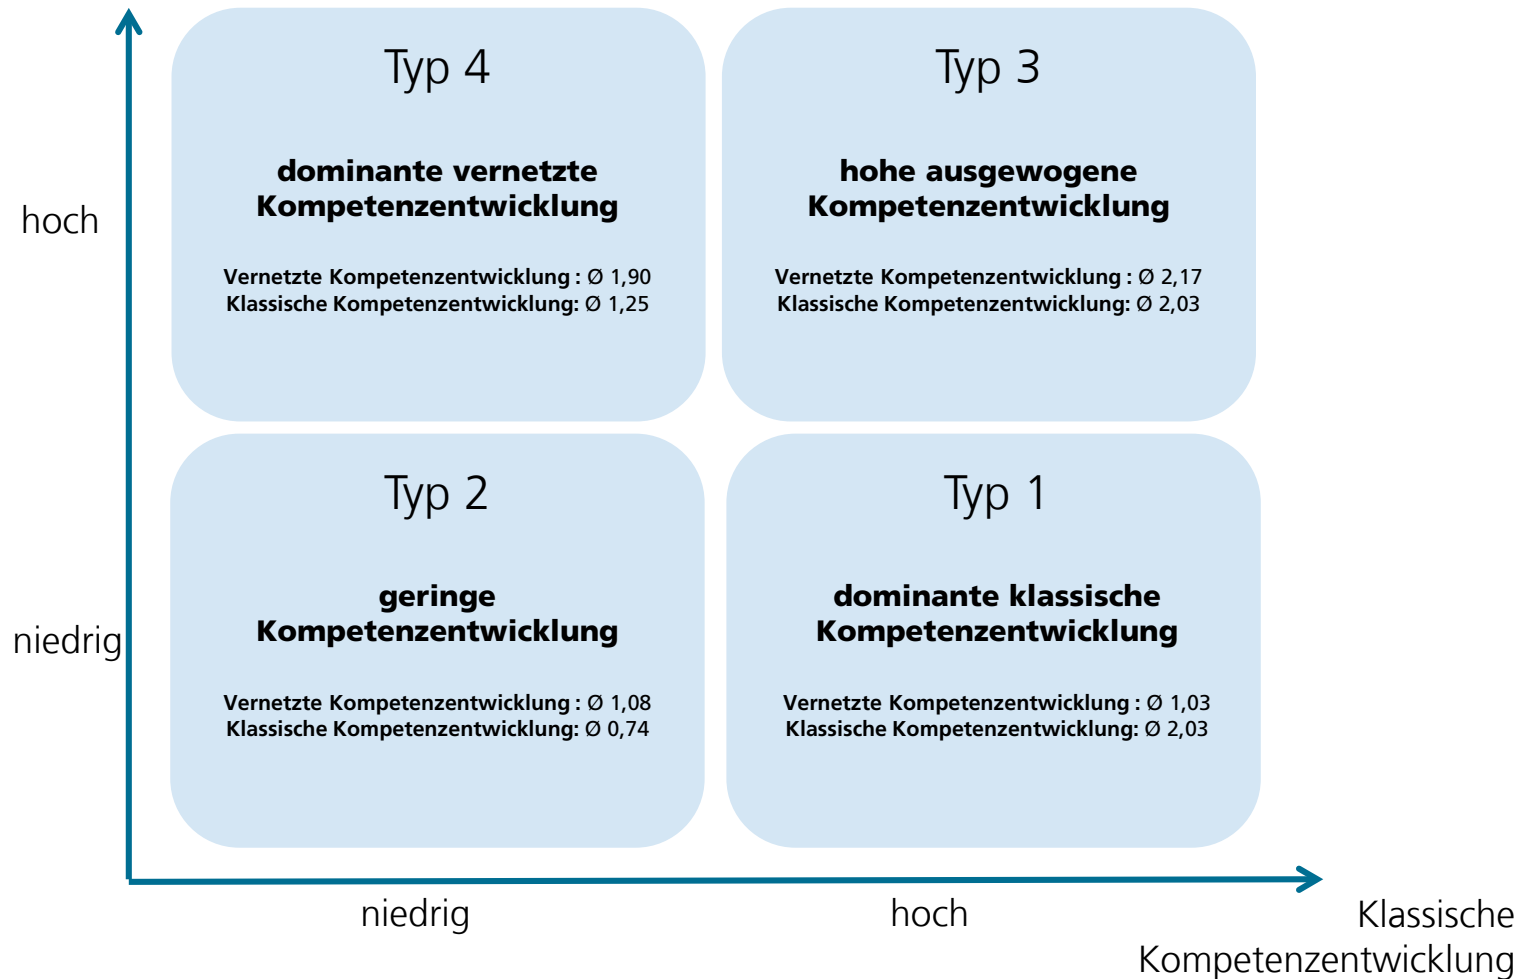 Typ 4
dominante vernetzte
Kompetenzentwicklung
Vernetzte Kompetenzentwicklung : Ø 1,90
Klassische Kompetenzentwicklung: Ø 1,25
Typ 3
hohe ausgewogene
Kompetenzentwicklung
Vernetzte Kompetenzentwicklung : Ø 2,17
Klassische Kompetenzentwicklung: Ø 2,03
hoch
Typ 2
geringe
Kompetenzentwicklung
Vernetzte Kompetenzentwicklung : Ø 1,08
Klassische Kompetenzentwicklung: Ø 0,74
Typ 1
dominante klassische
Kompetenzentwicklung
Vernetzte Kompetenzentwicklung : Ø 1,03
Klassische Kompetenzentwicklung: Ø 2,03
niedrig
niedrig
hoch
Klassische
Kompetenzentwicklung